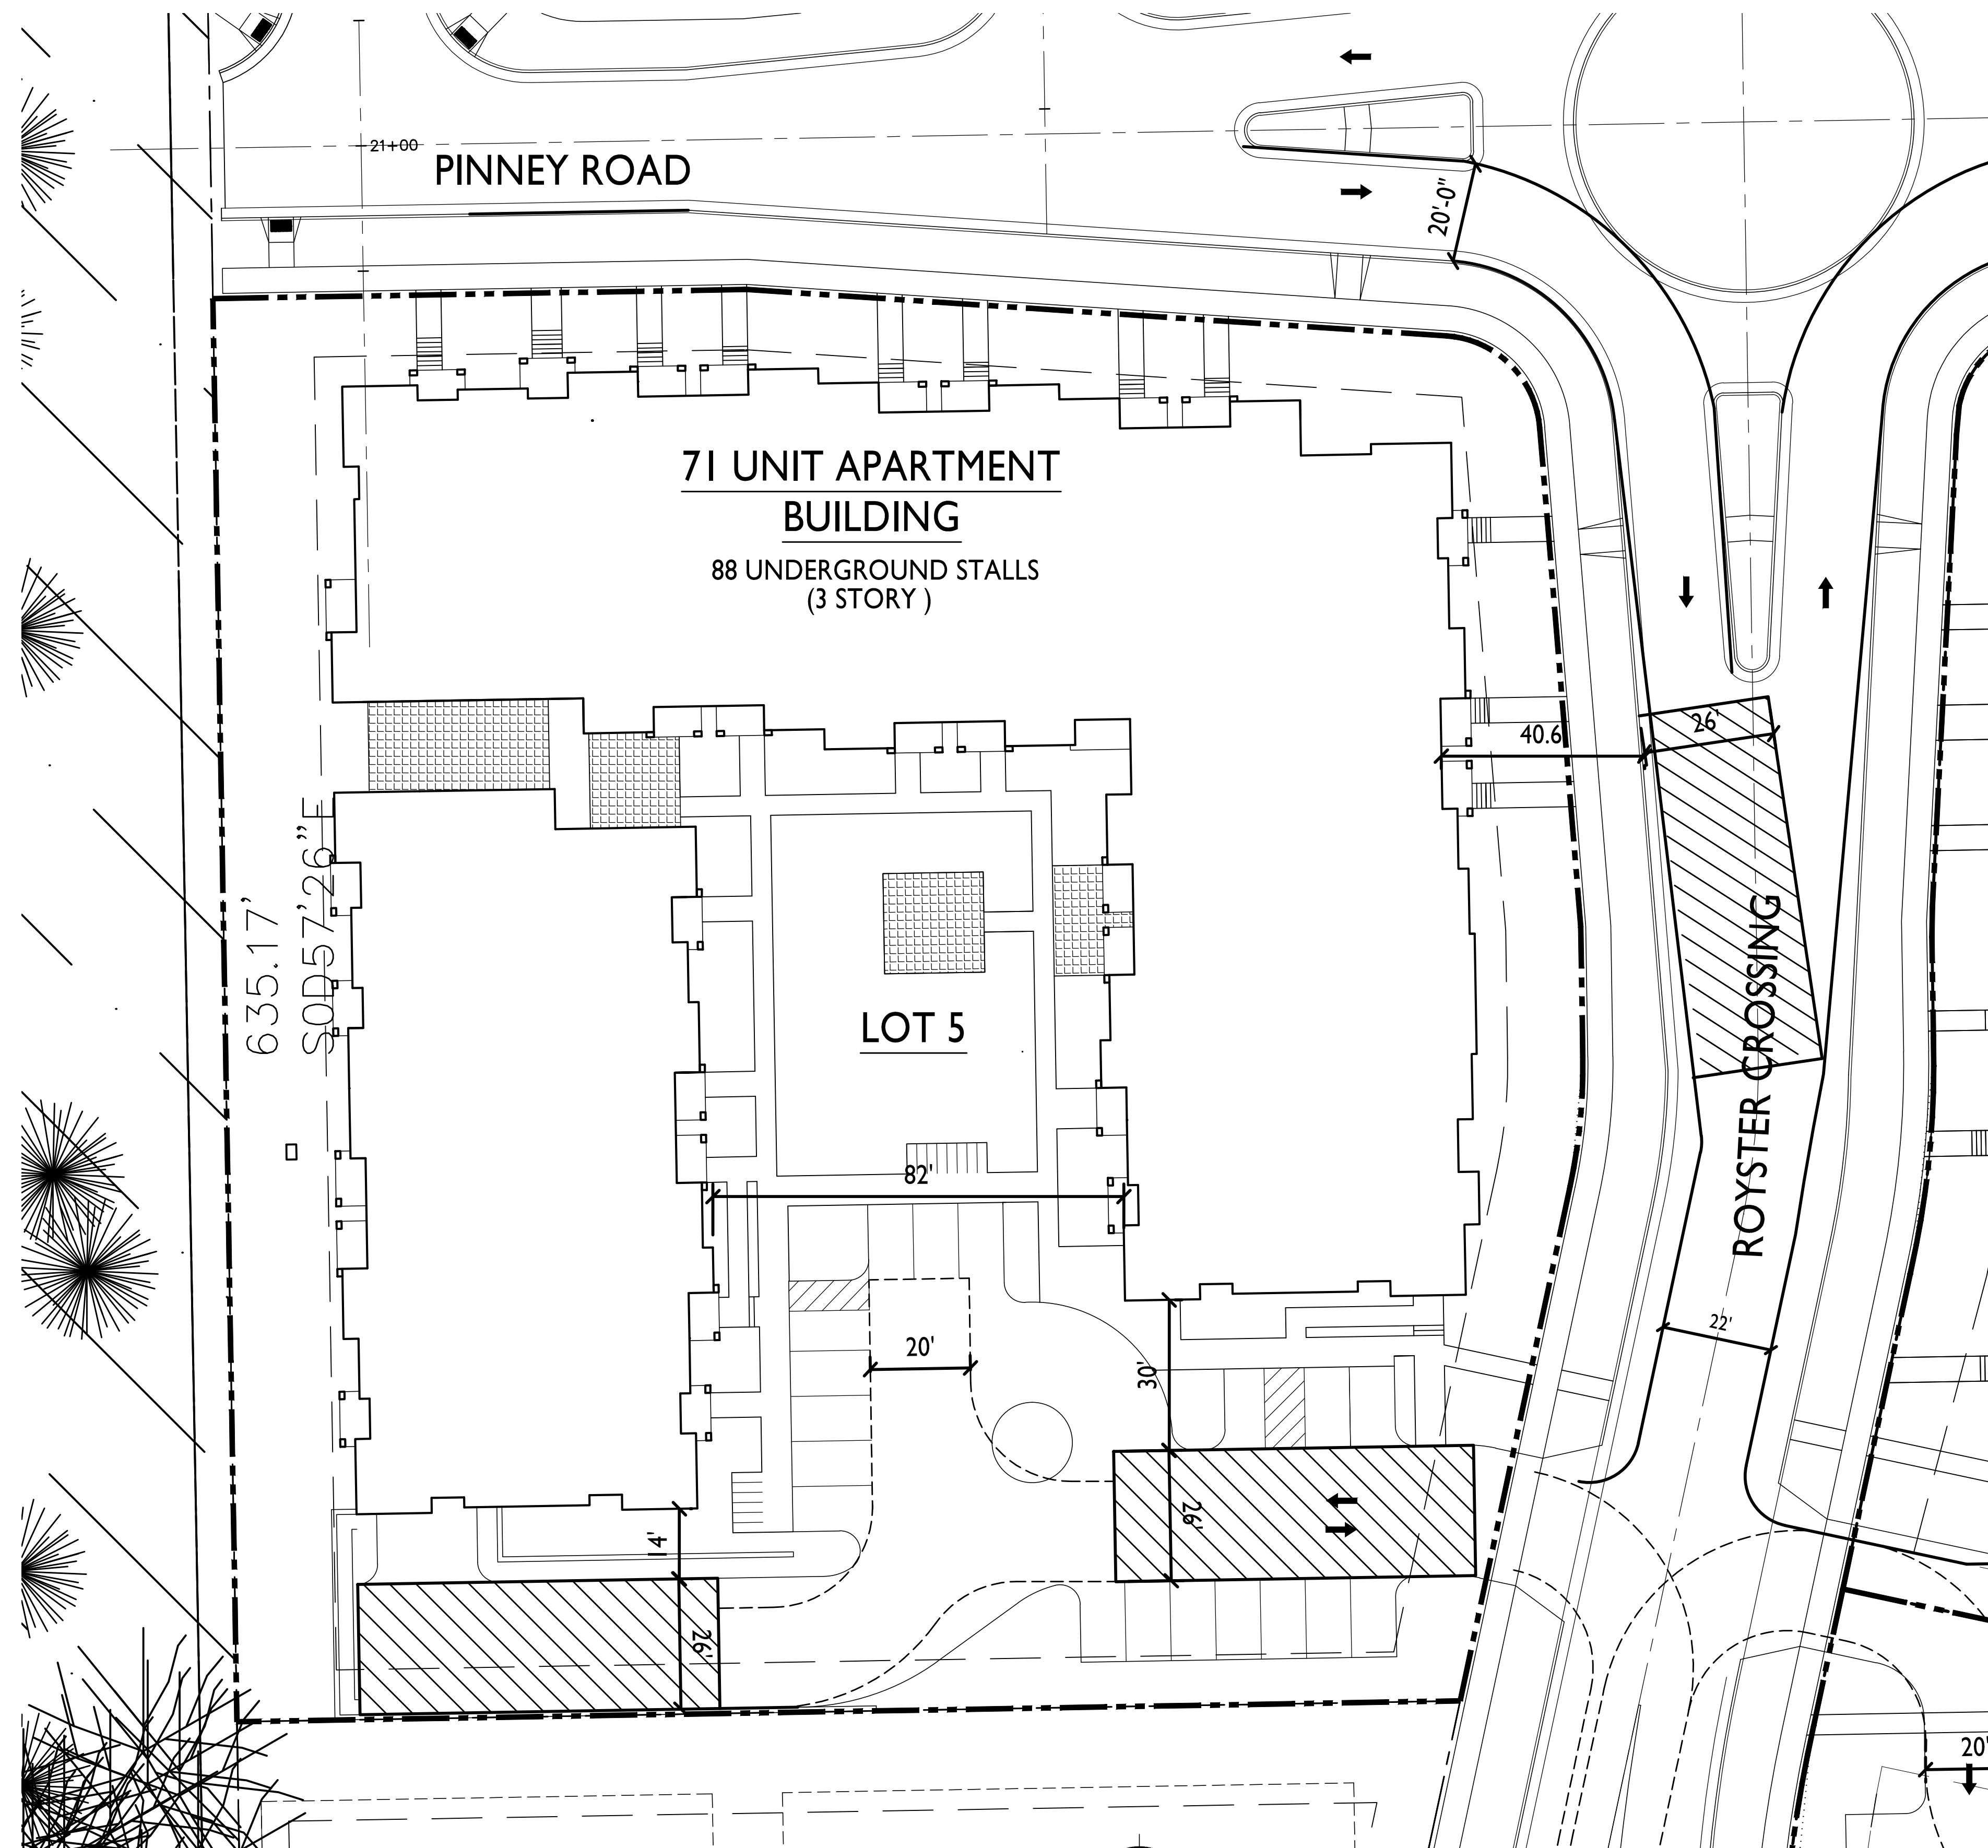 21+00
PINNEY ROAD
20'-0"
71 UNIT APARTMENT
BUILDING
88 UNDERGROUND STALLS
(3 STORY )
26'
40.6
635.17'
S0D57'26"E
ROYSTER CROSSING
LOT 5
82'
22'
20'
30'
26'
14'
26'
20'